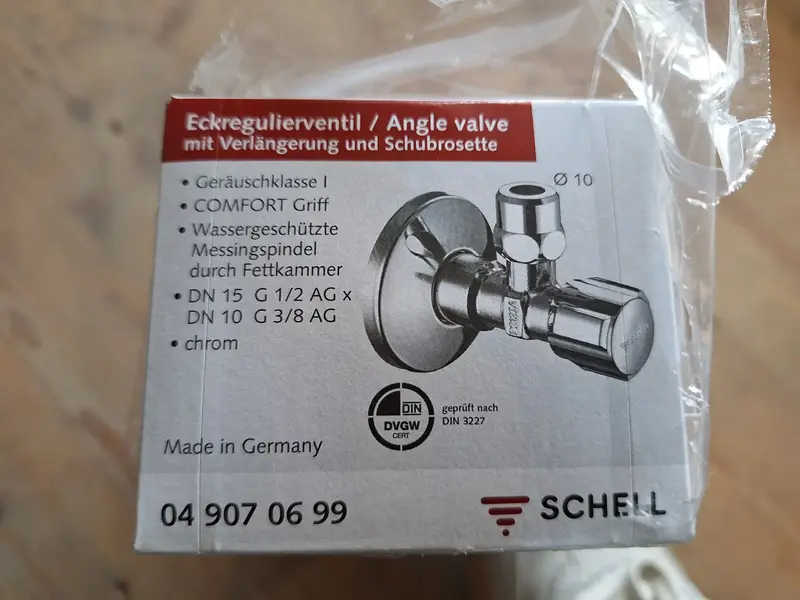 Eckregulierventil / Angle valve
mit Verlängerung und Schubrosette
• Geräuschklasse I
• COMFORT Griff
• Wassergeschützte
Messingspindel
durch Fettkammer
• DN 15 G 1/2 AG x
DN 10 G 3/8 AG
• chrom
Ø 10
DIN
DVGW
CERT
geprüft nach
DIN 3227
Made in Germany
04 907 06 99
SCHELL